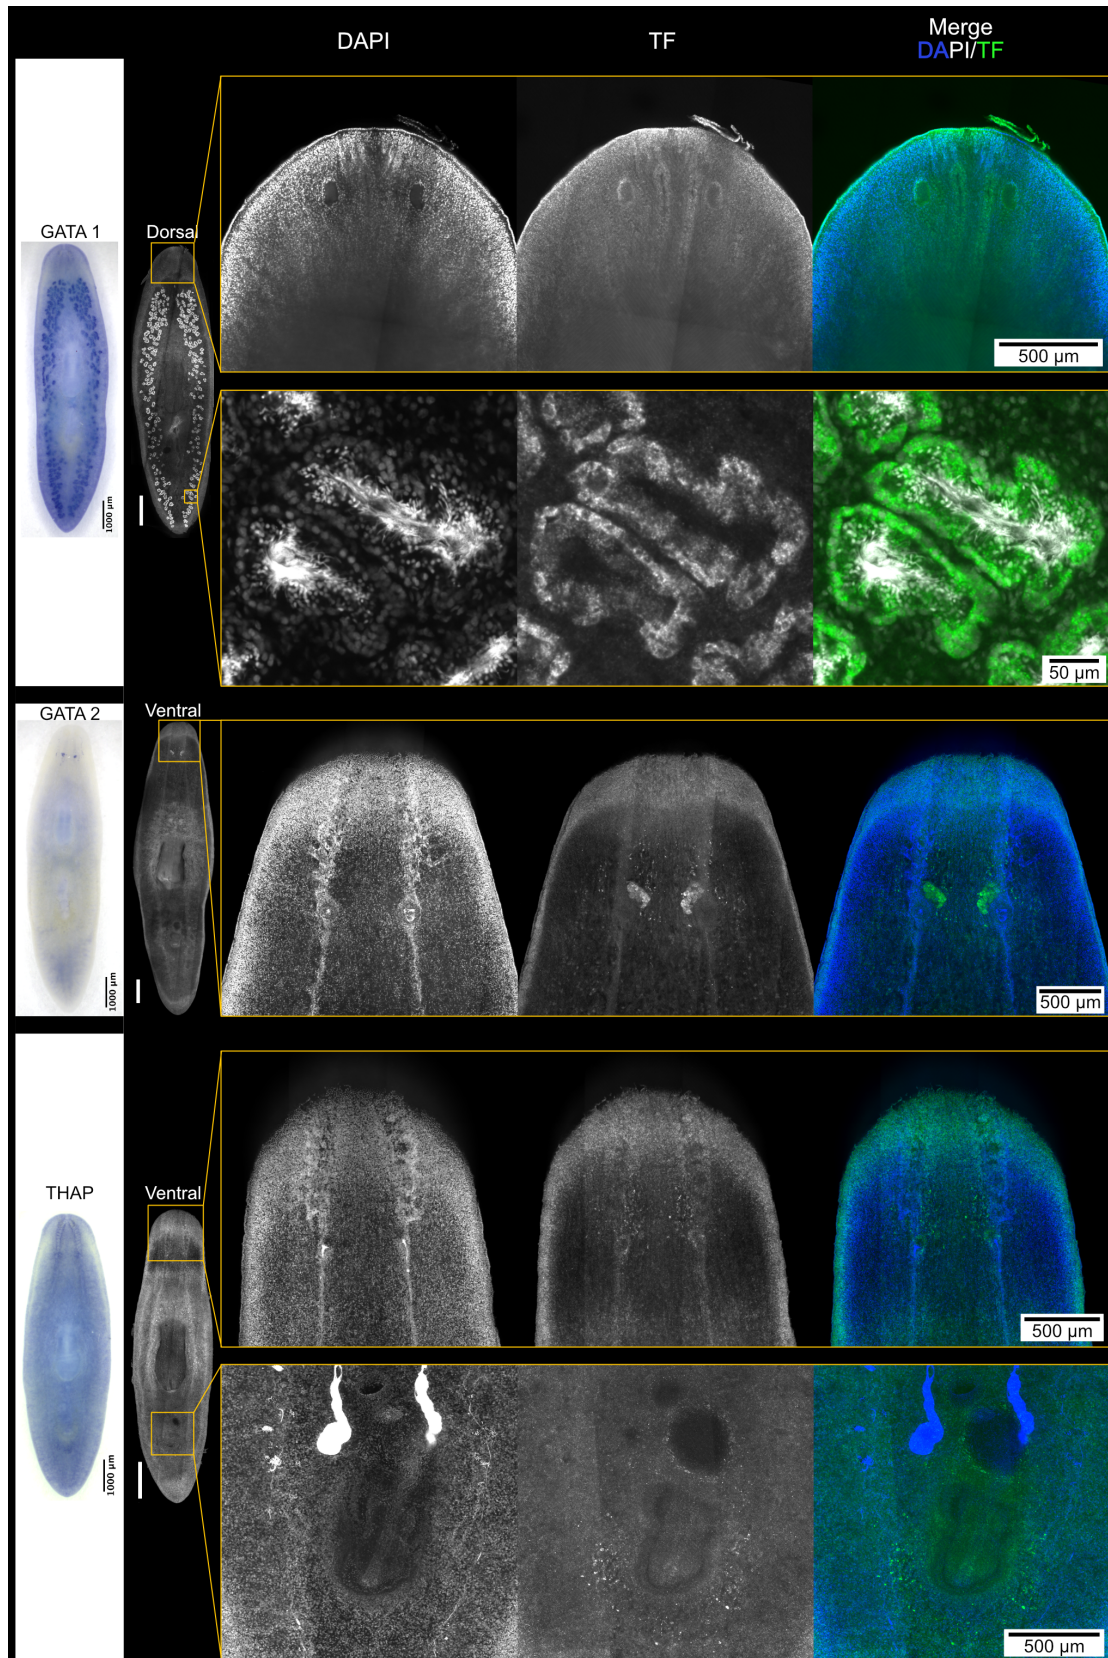 DAPI
TF
Merge
DAPI/TF
GATA 1
Dorsal
1000 µm
500 µm
50 µm
GATA 2
Ventral
1000 µm
500 µm
THAP
Ventral
1000 µm
500 µm
500 µm